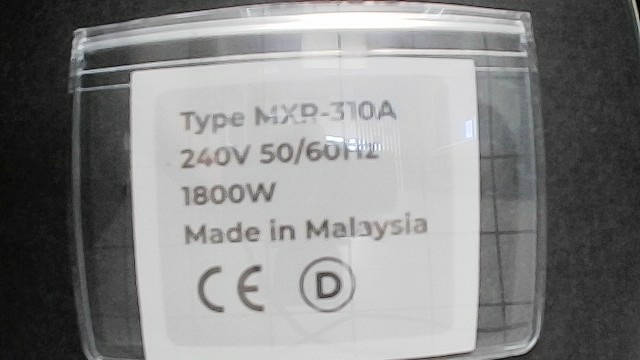 Type MXR-310A
240V 50/60Hz
1800W
Made in Malaysia
CE D